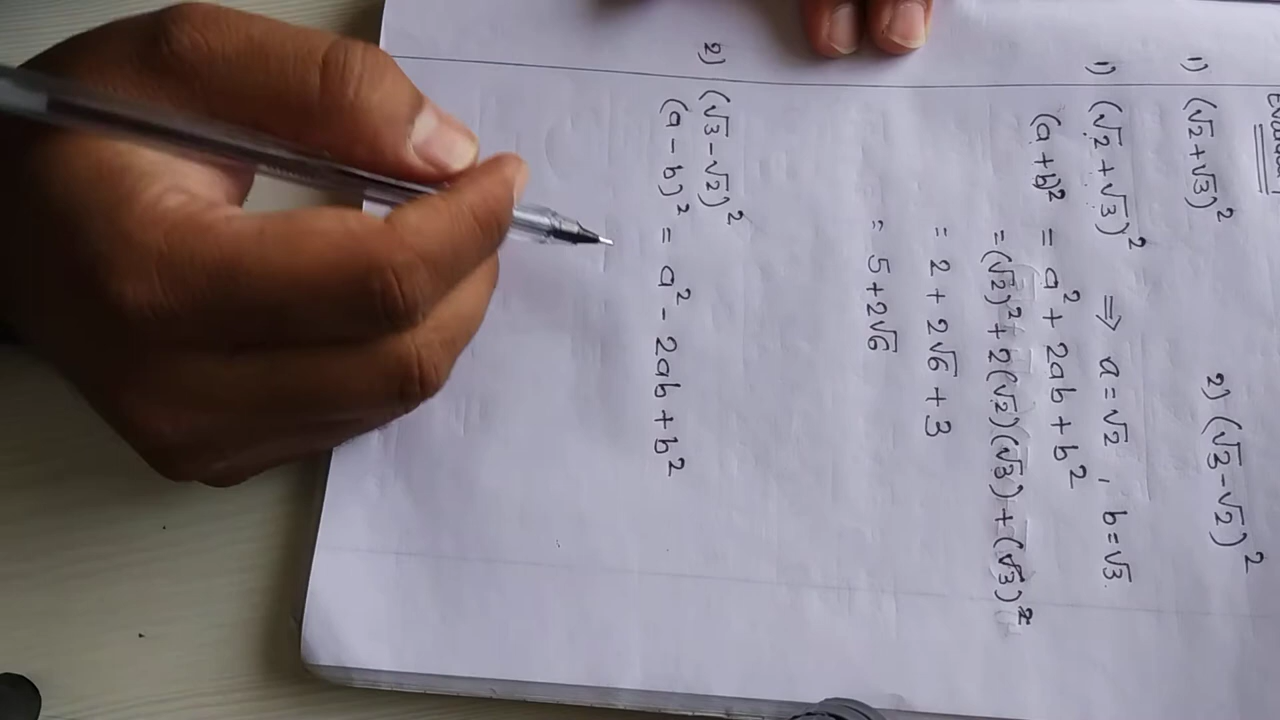 1) (√2+√3)² 2) (√3-√2)²
1) (√2+√3)² ⇒ a=√2, b=√3.
(a+b)² = a²+2ab+b²
=(√2)²+2(√2)(√3)+(√3)²
= 2+2√6+3
= 5+2√6
2) (√3-√2)²
(a-b)² = a²-2ab+b²